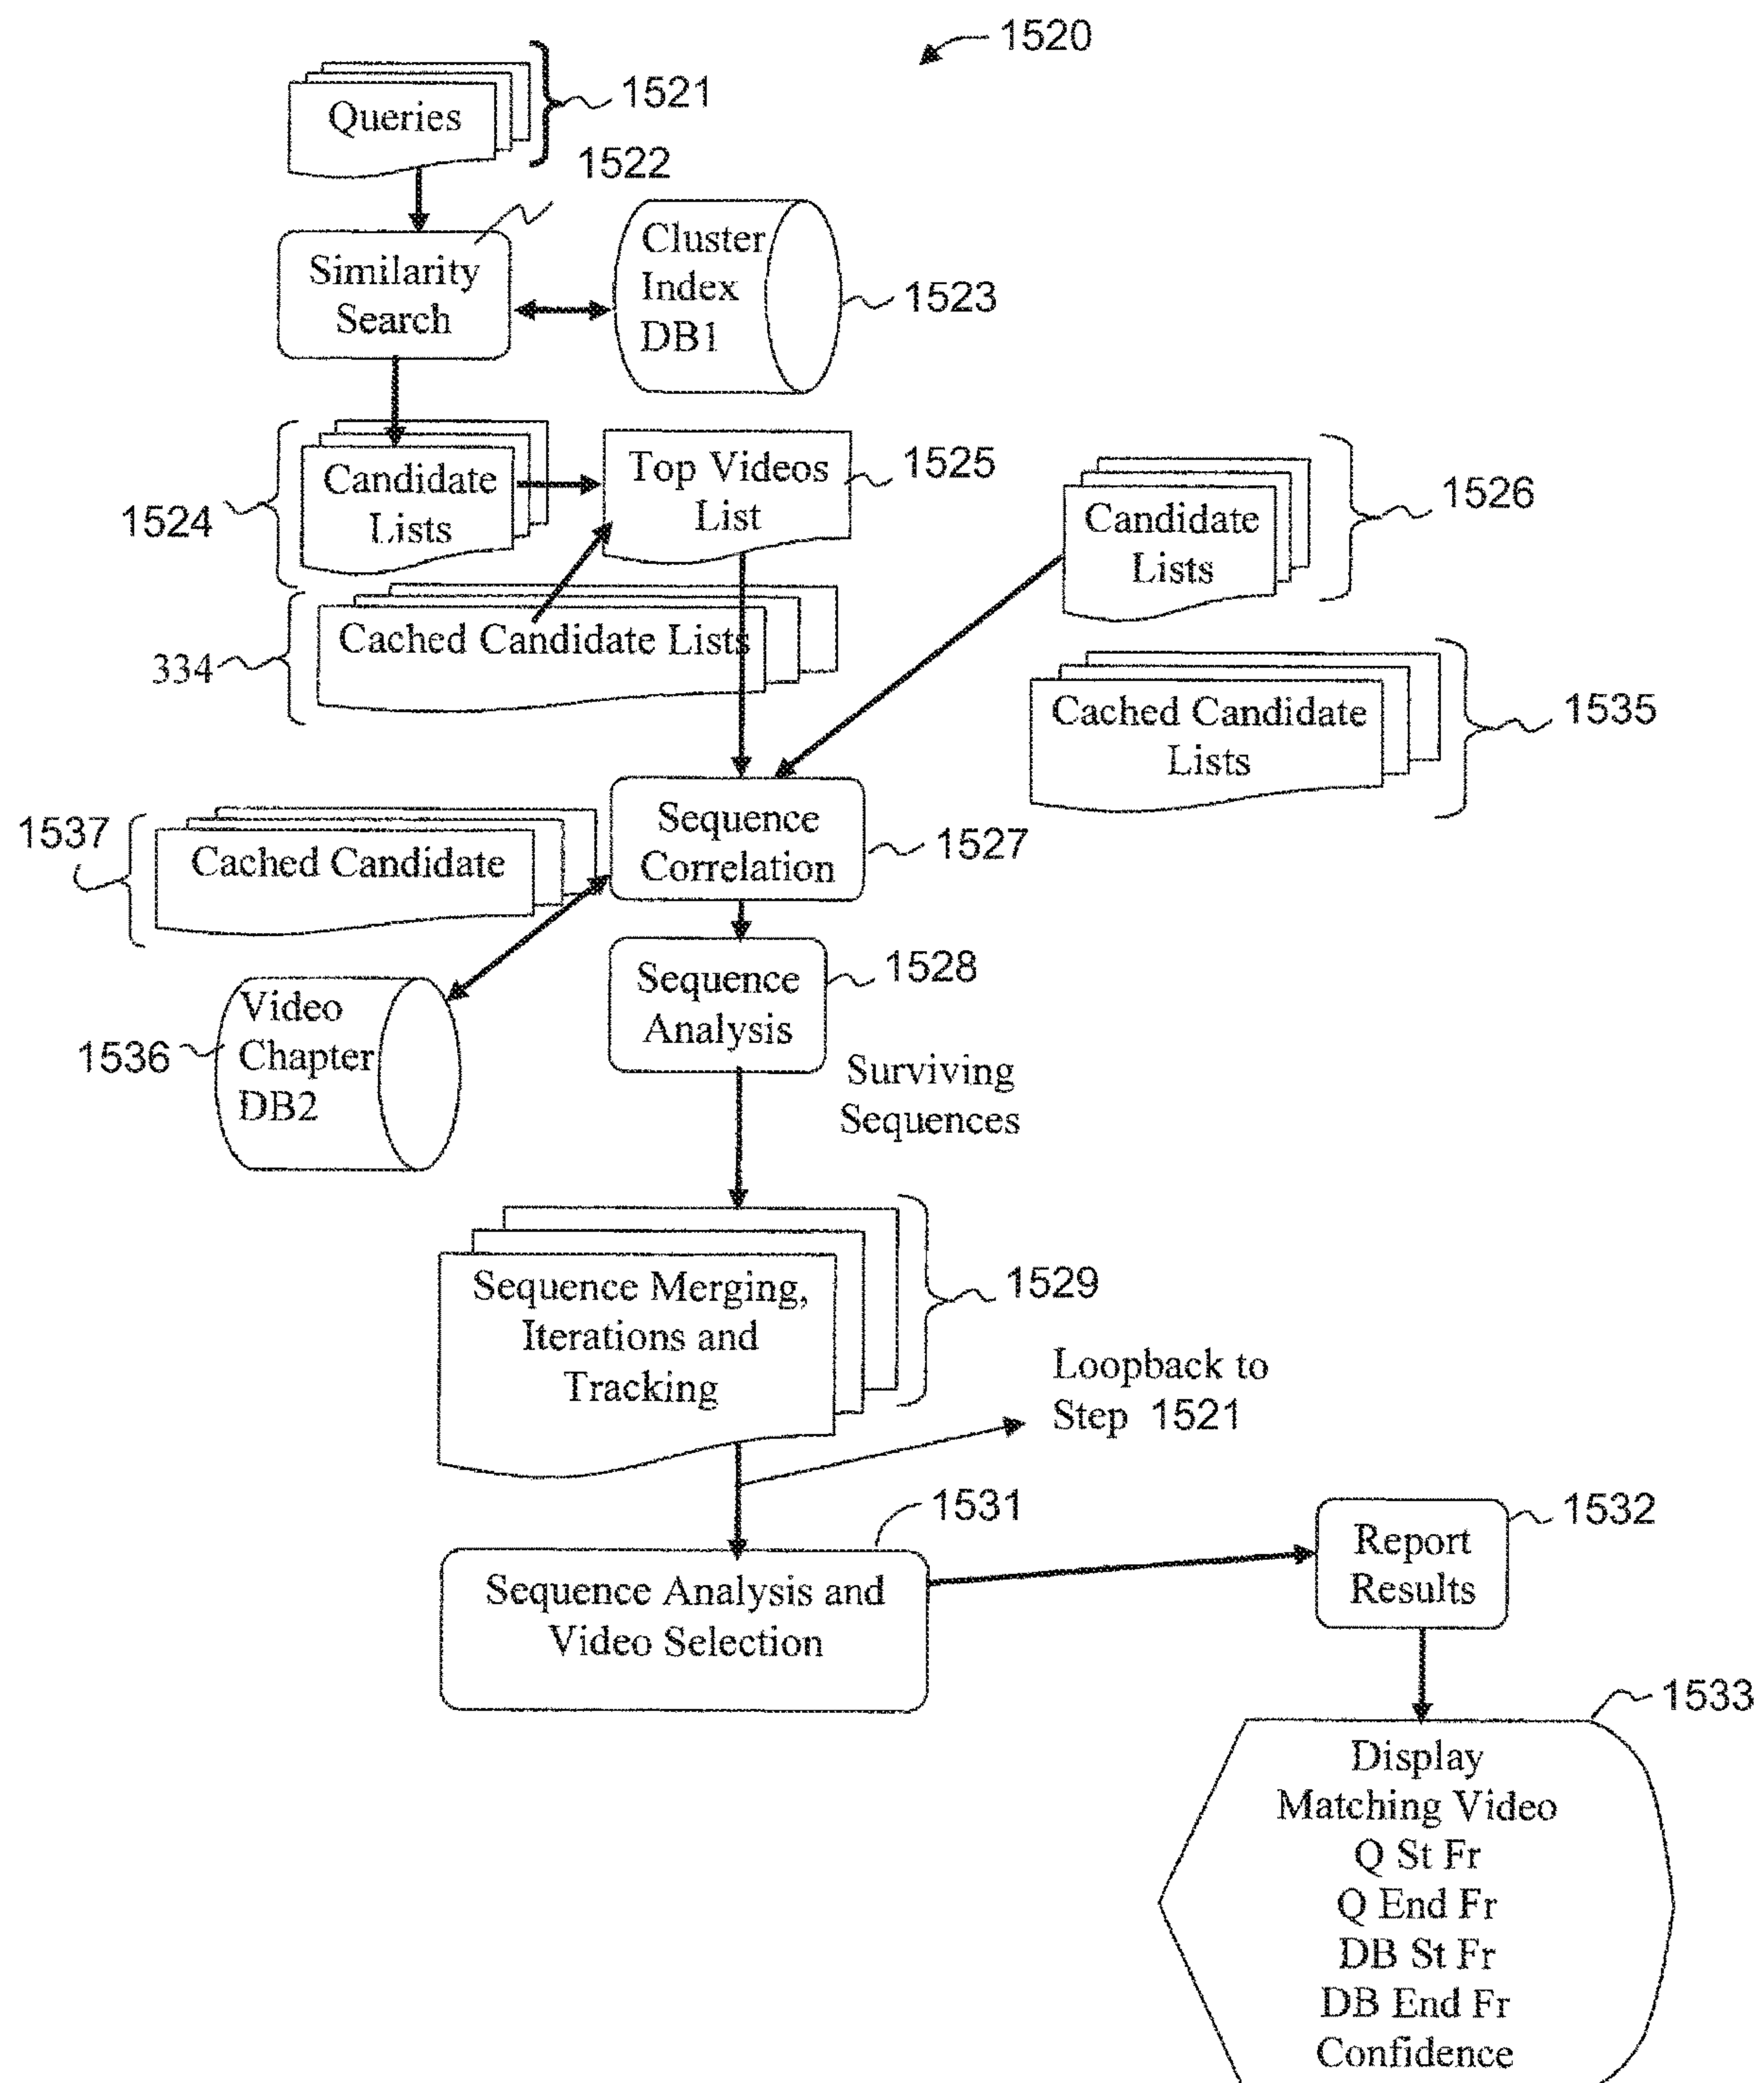 1520
Queries
1521
1522
Similarity
Search
Cluster
Index
DB1
1523
1524
Candidate
Lists
Top Videos
List
1525
Candidate
Lists
1526
334
Cached Candidate Lists
Cached Candidate
Lists
1535
1537
Cached Candidate
Sequence
Correlation
1527
Sequence
Analysis
1528
1536
Video
Chapter
DB2
Surviving
Sequences
Sequence Merging,
Iterations and
Tracking
1529
Loopback to
Step 1521
1531
Sequence Analysis and
Video Selection
Report
Results
1532
1533
Display
Matching Video
Q St Fr
Q End Fr
DB St Fr
DB End Fr
Confidence